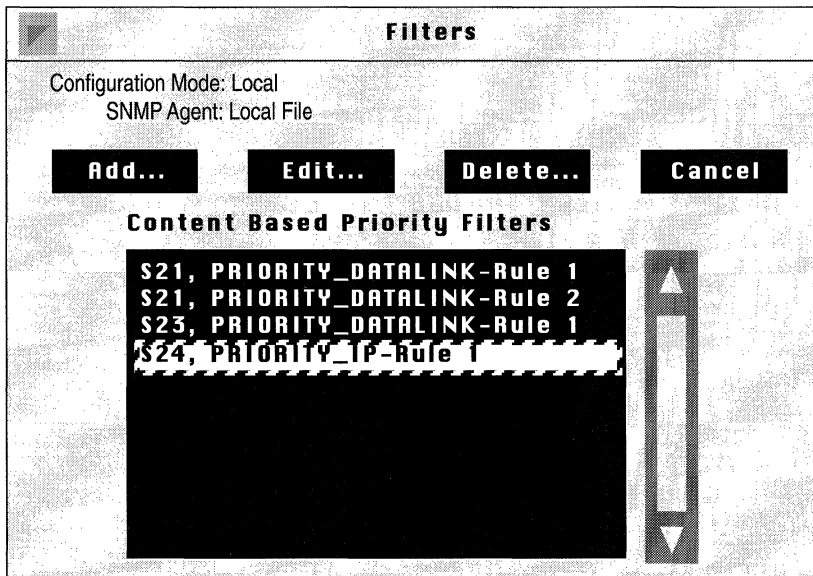 Filters
Configuration Mode: Local
SNMP Agent: Local File
Add... Edit... Delete... Cancel
Content Based Priority Filters
S21, PRIORITY_DATALINK-Rule 1
S21, PRIORITY_DATALINK-Rule 2
S23, PRIORITY_DATALINK-Rule 1
S24, PRIORITY_IP-Rule 1